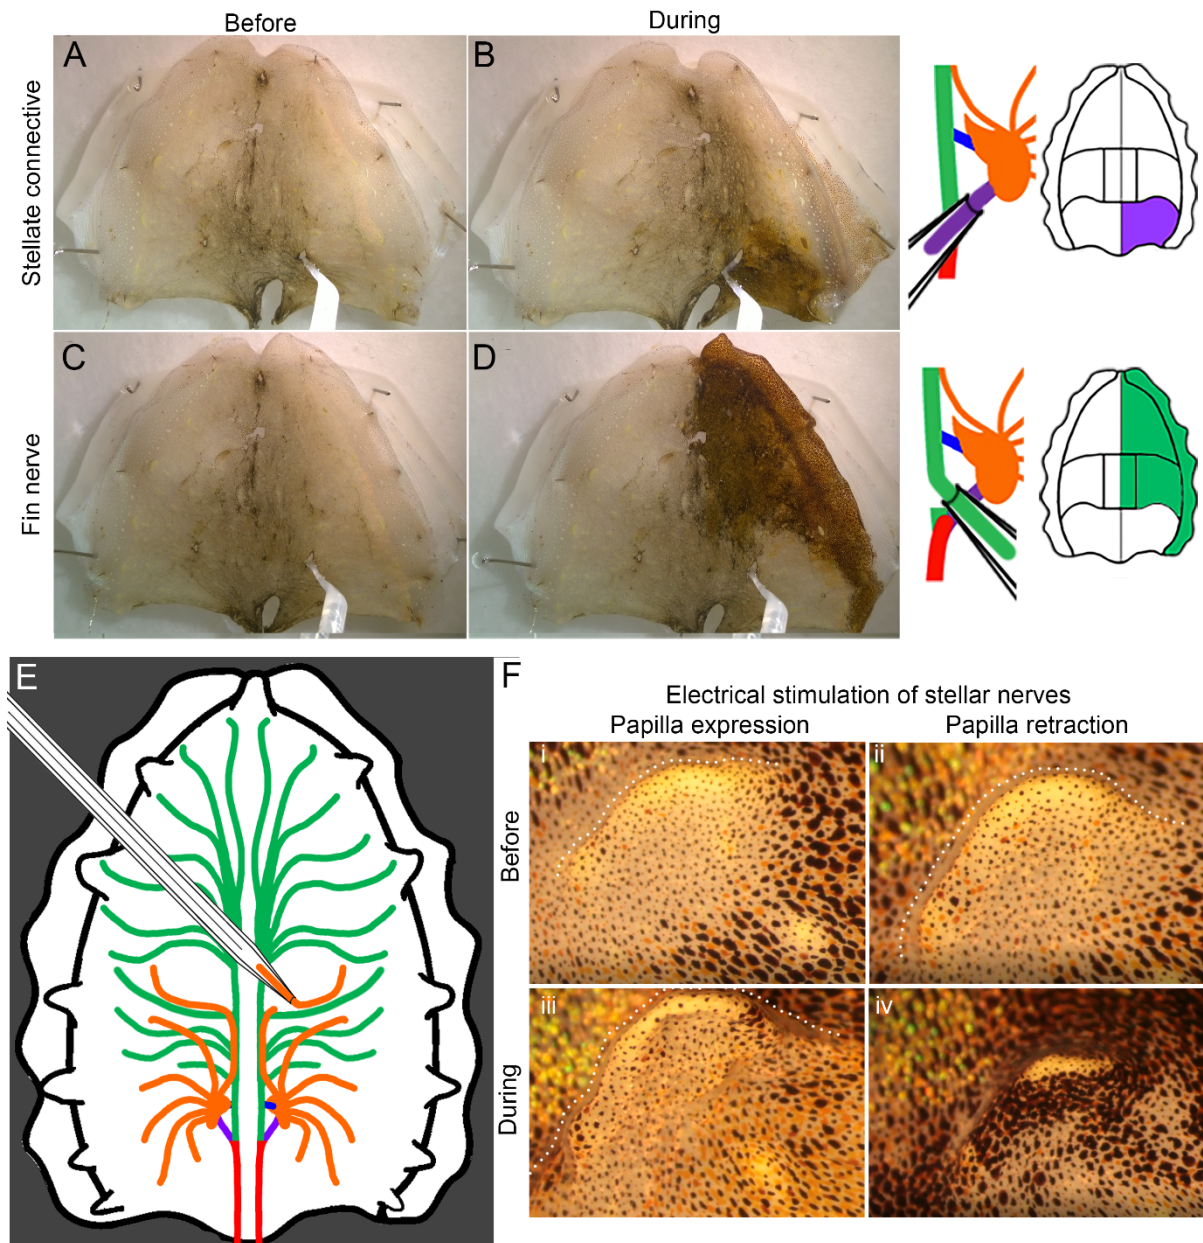 Before
During
A
B
Stellate connective
C
D
Fin nerve
E
F
Electrical stimulation of stellar nerves
Papilla expression
Papilla retraction
i
ii
Before
iii
iv
During